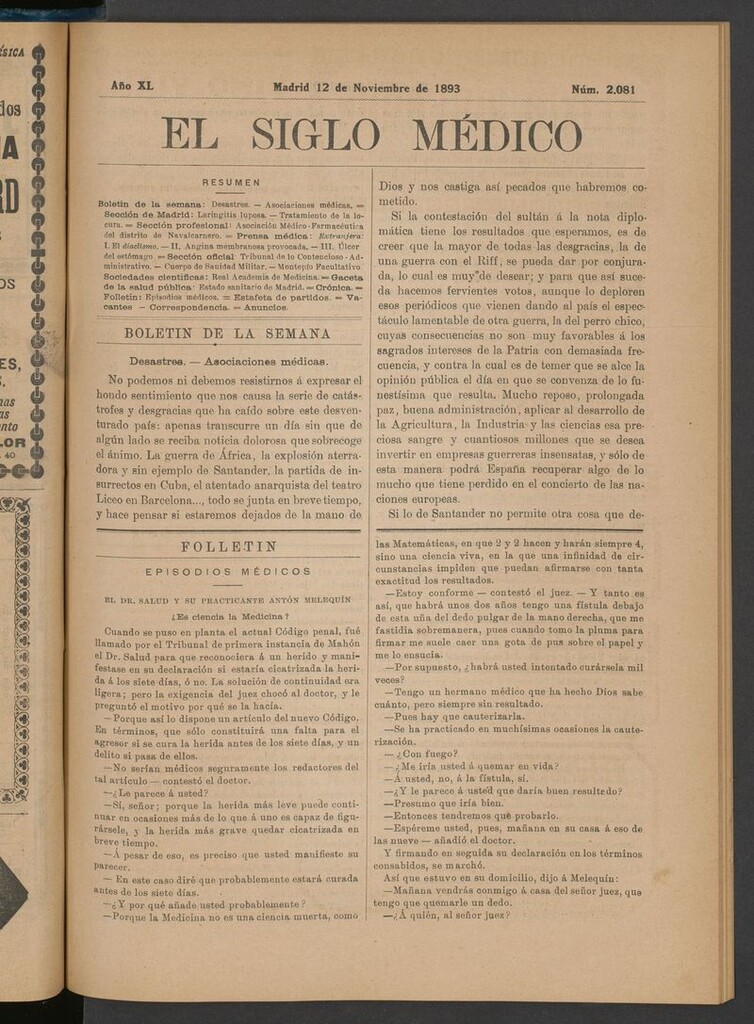 ÉSICA
dos
A
RD
S
OS
ES,
S.
nas
as
nto
LOR
40
Año XL
Madrid 12 de Noviembre de 1893
Núm. 2.081
EL SIGLO MÉDICO
RESUMEN
Boletín de la semana: Desastres. — Asociaciones médicas. =
Sección de Madrid: Laringitis luposa. — Tratamiento de la lo-
cura. = Sección profesional: Asociación Médico-Farmacéutica
del distrito de Navalcarnero. = Prensa médica: Extranjera:
I. El diaclismo. — II. Angina membranosa provocada. — III. Úlcer
del estómago = Sección oficial: Tribunal de lo Contencioso-Ad-
ministrativo. — Cuerpo de Sanidad Militar. — Montepío Facultativo
Sociedades científicas: Real Academia de Medicina. = Gaceta
de la salud pública: Estado sanitario de Madrid. = Crónica. =
Folletín: Episodios médicos. = Estafeta de partidos. = Va-
cantes — Correspondencia. = Anuncios.
BOLETIN DE LA SEMANA
Desastres. — Asociaciones médicas.
No podemos ni debemos resistirnos á expresar el
hondo sentimiento que nos causa la serie de catás-
trofes y desgracias que ha caído sobre este desven-
turado país: apenas transcurre un día sin que de
algún lado se reciba noticia dolorosa que sobrecoge
el ánimo. La guerra de África, la explosión aterra-
dora y sin ejemplo de Santander, la partida de in-
surrectos en Cuba, el atentado anarquista del teatro
Liceo en Barcelona..., todo se junta en breve tiempo,
y hace pensar si estaremos dejados de la mano de
Dios y nos castiga así pecados que habremos co-
metido.
Si la contestación del sultán á la nota diplo-
mática tiene los resultados que esperamos, es de
creer que la mayor de todas las desgracias, la de
una guerra con el Riff, se pueda dar por conjura-
da, lo cual es muy de desear; y para que así suce-
da hacemos fervientes votos, aunque lo deploren
esos periódicos que vienen dando al país el espec-
táculo lamentable de otra guerra, la del perro chico,
cuyas consecuencias no son muy favorables á los
sagrados intereses de la Patria con demasiada fre-
cuencia, y contra la cual es de temer que se alce la
opinión pública el día en que se convenza de lo fu-
nestísima que resulta. Mucho reposo, prolongada
paz, buena administración, aplicar al desarrollo de
la Agricultura, la Industria y las ciencias esa pre-
ciosa sangre y cuantiosos millones que se desea
invertir en empresas guerreras insensatas, y sólo de
esta manera podrá España recuperar algo de lo
mucho que tiene perdido en el concierto de las na-
ciones europeas.
Si lo de Santander no permite otra cosa que de-
FOLLETIN
EPISODIOS MÉDICOS
EL DR. SALUD Y SU PRACTICANTE ANTÓN MELEQUÍN
¿Es ciencia la Medicina?
Cuando se puso en planta el actual Código penal, fué
llamado por el Tribunal de primera instancia de Mahón
el Dr. Salud para que reconociera á un herido y mani-
festase en su declaración si estaría cicatrizada la heri-
da á los siete días, ó no. La solución de continuidad era
ligera; pero la exigencia del juez chocó al doctor, y le
preguntó el motivo por qué se la hacía.
—Porque así lo dispone un artículo del nuevo Código.
En términos, que sólo constituirá una falta para el
agresor si se cura la herida antes de los siete días, y un
delito si pasa de ellos.
—No serían médicos seguramente los redactores del
tal artículo — contestó el doctor.
—¿Le parece á usted?
—Sí, señor; porque la herida más leve puede conti-
nuar en ocasiones más de lo que á uno es capaz de figu-
rársele, y la herida más grave quedar cicatrizada en
breve tiempo.
—Á pesar de eso, es preciso que usted manifieste su
parecer.
— En este caso diré que probablemente estará curada
antes de los siete días.
—¿Y por qué añade usted probablemente?
—Porque la Medicina no es una ciencia muerta, como
las Matemáticas, en que 2 y 2 hacen y harán siempre 4,
sino una ciencia viva, en la que una infinidad de cir-
cunstancias impiden que puedan afirmarse con tanta
exactitud los resultados.
—Estoy conforme — contestó el juez. — Y tanto es
así, que habrá unos dos años tengo una fístula debajo
de esta uña del dedo pulgar de la mano derecha, que me
fastidia sobremanera, pues cuando tomo la pluma para
firmar me suele caer una gota de pus sobre el papel y
me lo ensucia.
—Por supuesto, ¿habrá usted intentado curársela mil
veces?
—Tengo un hermano médico que ha hecho Dios sabe
cuánto, pero siempre sin resultado.
—Pues hay que cauterizarla.
—Se ha practicado en muchísimas ocasiones la caute-
rización.
—¿Con fuego?
—¿Me iría usted á quemar en vida?
—Á usted, no, á la fístula, sí.
—¿Y le parece á usted que daría buen resultado?
—Presumo que iría bien.
—Entonces tendremos que probarlo.
—Espéreme usted, pues, mañana en su casa á eso de
las nueve — añadió el doctor.
Y firmando en seguida su declaración en los términos
consabidos, se marchó.
Así que estuvo en su domicilio, dijo á Melequín:
—Mañana vendrás conmigo á casa del señor juez, que
tengo que quemarle un dedo.
—¿Á quién, al señor juez?